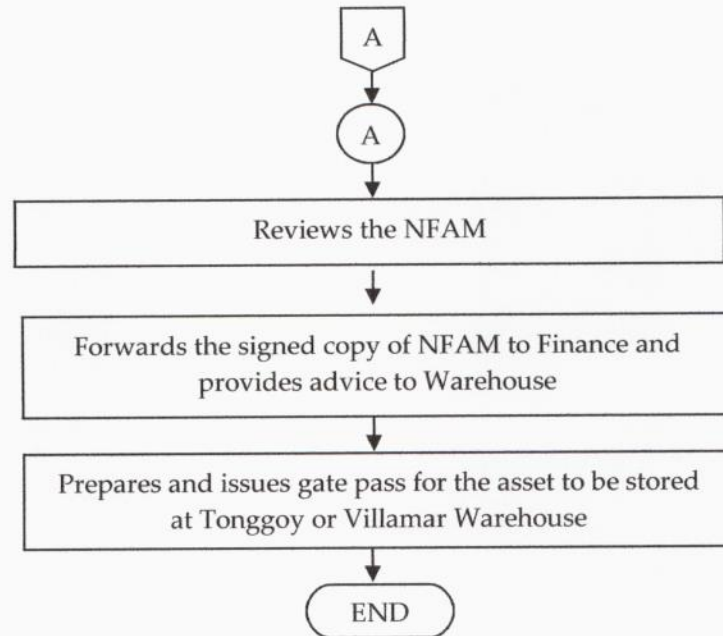 A
A
Reviews the NFAM
Forwards the signed copy of NFAM to Finance and
provides advice to Warehouse
Prepares and issues gate pass for the asset to be stored
at Tonggoy or Villamar Warehouse
END